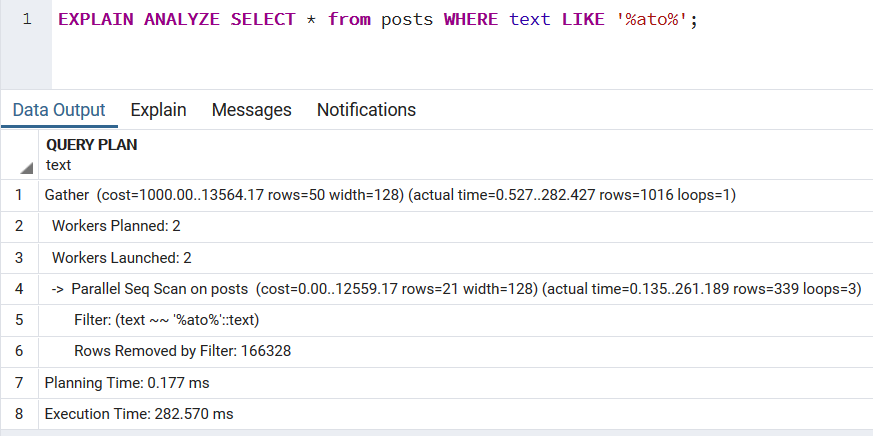 1 EXPLAIN ANALYZE SELECT * from posts WHERE text LIKE '%ato%';
Data Output Explain Messages Notifications
QUERY PLAN
text
1 Gather (cost=1000.00..13564.17 rows=50 width=128) (actual time=0.527..282.427 rows=1016 loops=1)
2 Workers Planned: 2
3 Workers Launched: 2
4 -> Parallel Seq Scan on posts (cost=0.00..12559.17 rows=21 width=128) (actual time=0.135..261.189 rows=339 loops=3)
5 Filter: (text ~~ '%ato%'::text)
6 Rows Removed by Filter: 166328
7 Planning Time: 0.177 ms
8 Execution Time: 282.570 ms